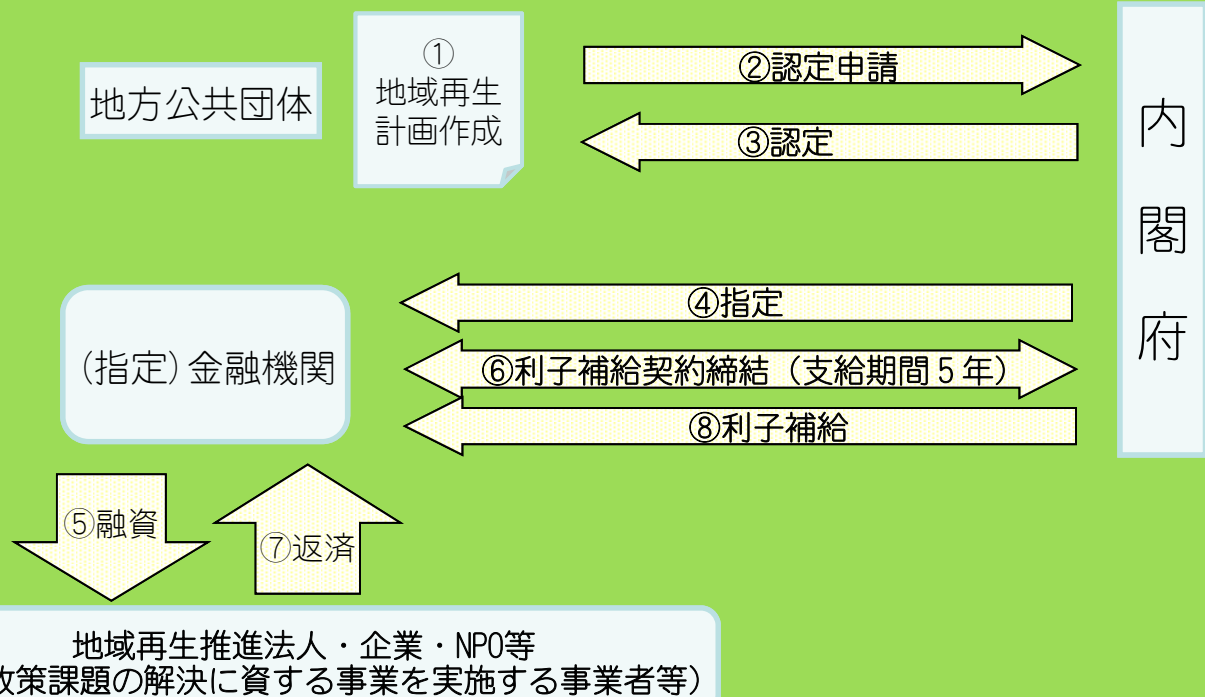 地方公共団体
①
地域再生
計画作成
②認定申請
③認定
内
閣
府
(指定)金融機関
④指定
⑥利子補給契約締結（支給期間５年）
⑧利子補給
⑤融資
⑦返済
地域再生推進法人・企業・NPO等
政策課題の解決に資する事業を実施する事業者等）